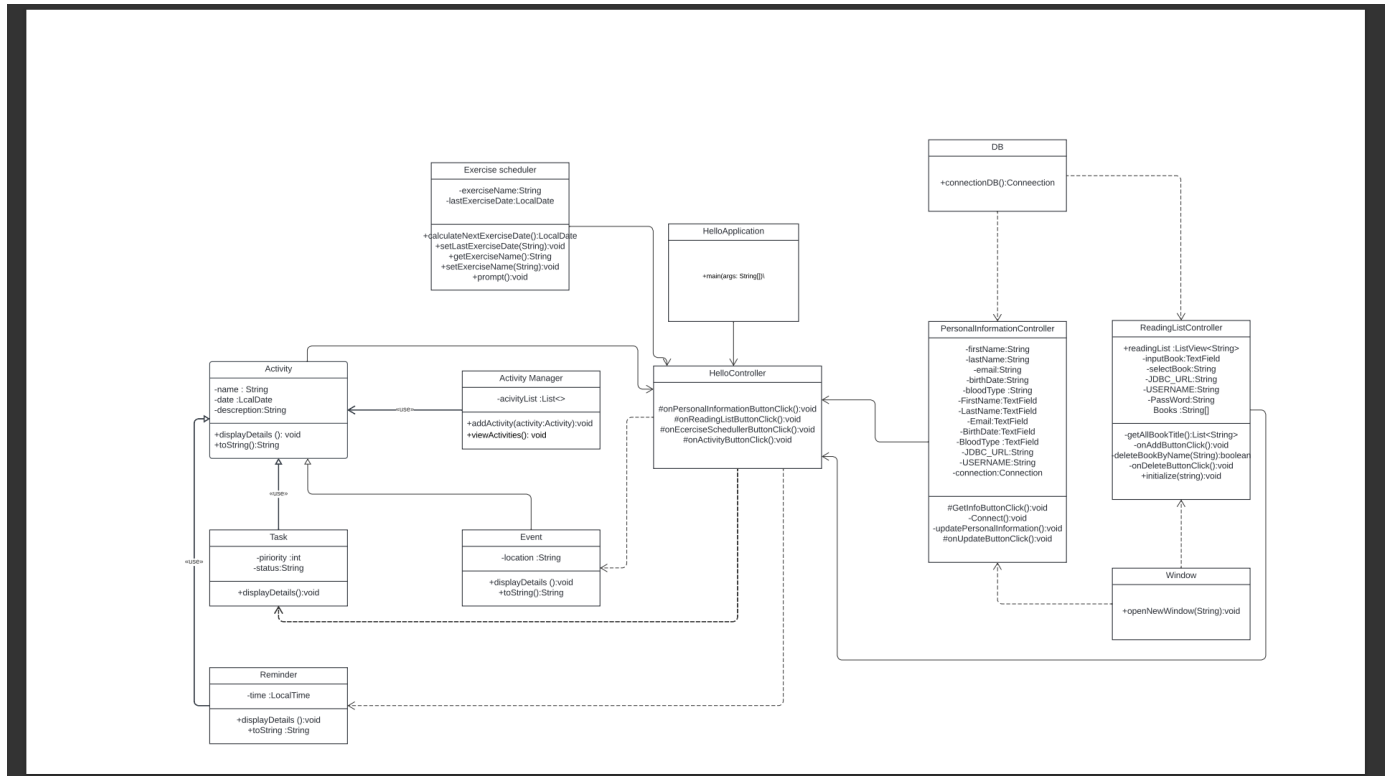 DB
+connectionDB():Conneection
Exercise scheduler
-exerciseName:String
-lastExerciseDate:LocalDate
+calculateNextExerciseDate():LocalDate
+setLastExerciseDate(String):void
+getExerciseName():String
+setExerciseName(String):void
+prompt():void
HelloApplication
+main(args: String[])\
PersonalInformationController
-firstName:String
-lastName:String
-email:String
-birthDate:String
-bloodType :String
-FirstName:TextField
-LastName:TextField
-Email:TextField
-BirthDate:TextField
-BloodType :TextField
-JDBC_URL:String
-USERNAME:String
-connection:Connection
#GetInfoButtonClick():void
-Connect():void
-updatePersonalInformation():void
#onUpdateButtonClick():void
ReadingListController
+readingList :ListView<String>
-inputBook:TextField
-selectBook:String
-JDBC_URL:String
-USERNAME:String
-PassWord:String
Books :String[]
-getAllBookTitle():List<String>
-onAddButtonClick():void
-deleteBookByName(String):boolean
-onDeleteButtonClick():void
+initialize(string):void
Activity
-name : String
-date :LcalDate
-descreption:String
+displayDetails (): void
+toString():String
«use»
Activity Manager
-acivityList :List<>
+addActivity(activity:Activity):void
+viewActivities(): void
HelloController
#onPersonalInformationButtonClick():void
#onReadingListButtonClick():void
#onEcerciseSchedullerButtonClick():void
#onActivityButtonClick():void
«use»
Task
-piriority :int
-status:String
+displayDetails():void
Event
-location :String
+displayDetails ():void
+toString():String
«use»
Window
+openNewWindow(String):void
Reminder
-time :LocalTime
+displayDetails ():void
+toString :String